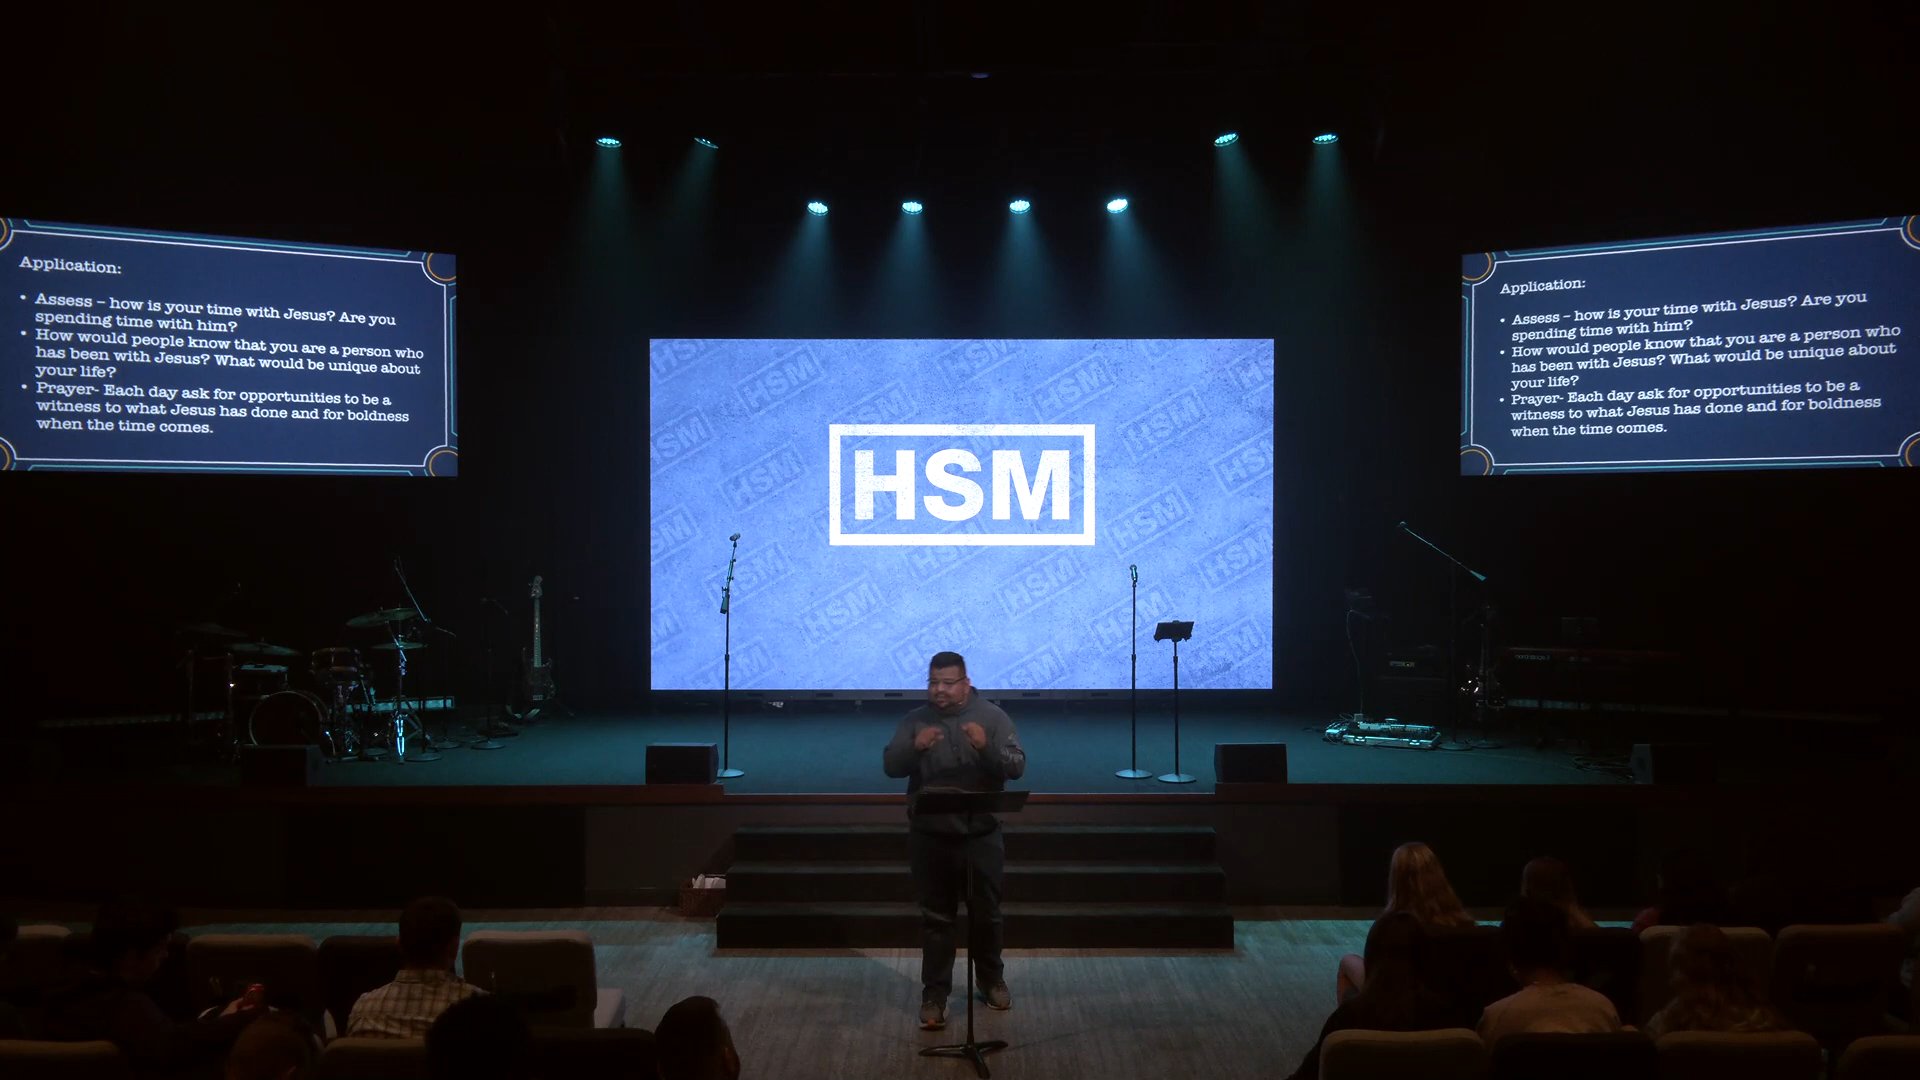 Application:
• Assess – how is your time with Jesus? Are you
spending time with him?
• How would people know that you are a person who
has been with Jesus? What would be unique about
your life?
• Prayer- Each day ask for opportunities to be a
witness to what Jesus has done and for boldness
when the time comes.
HSM
Application:
• Assess – how is your time with Jesus? Are you
spending time with him?
• How would people know that you are a person who
has been with Jesus? What would be unique about
your life?
• Prayer- Each day ask for opportunities to be a
witness to what Jesus has done and for boldness
when the time comes.